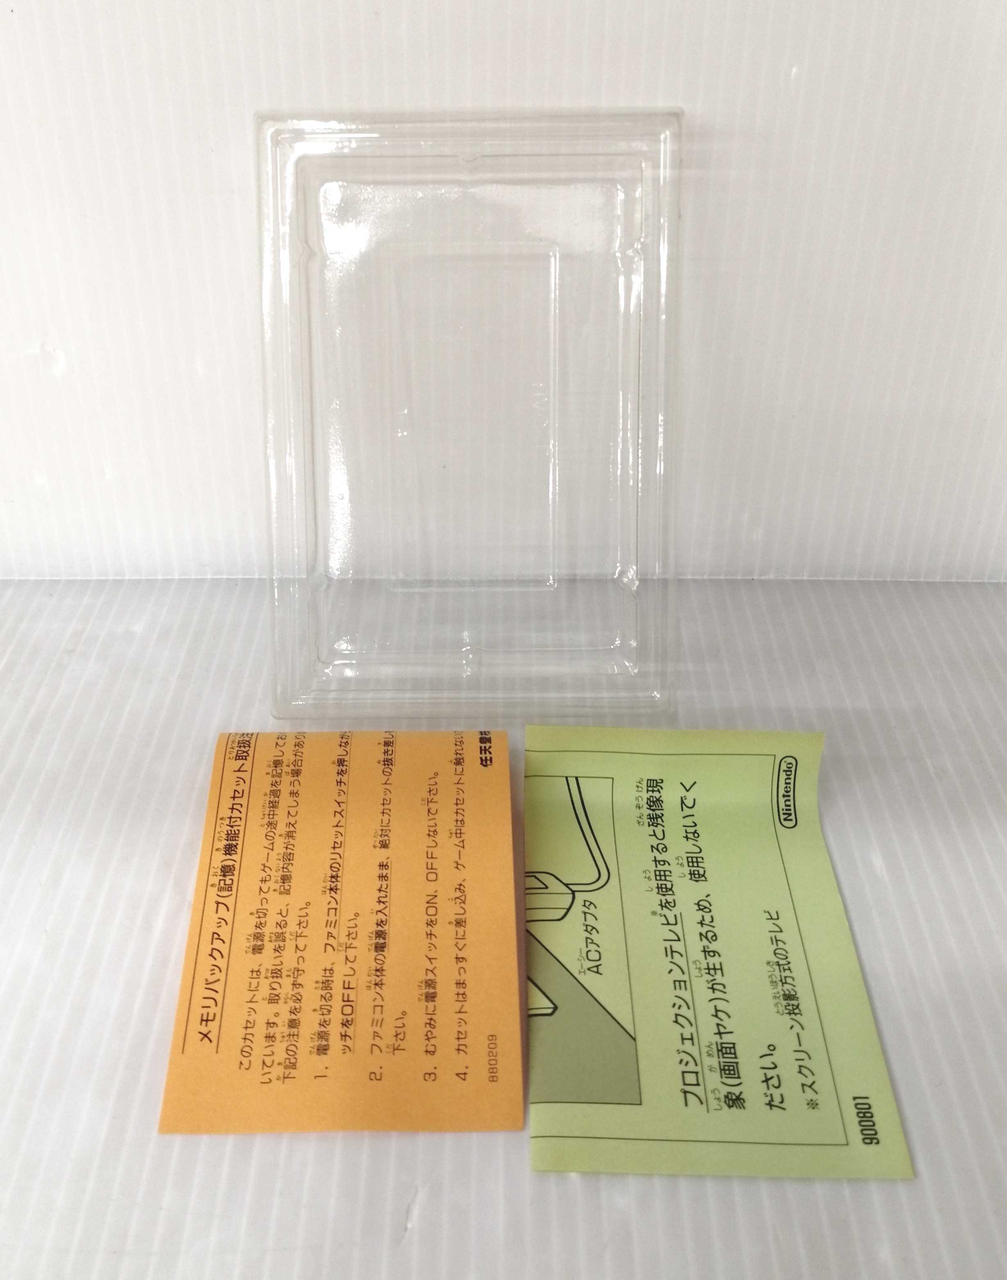 メモリバックアップ(記憶)機能付カセット取扱
このカセットには、電源を切ってもゲームの途中経過を記憶してお
いています。取り扱いを誤ると、記憶内容が消えてしまう場合があり
下記の注意を必ず守って下さい。
1. 電源を切る時は、ファミコン本体のリセットスイッチを押しなが
ッチをOFFして下さい。
2. ファミコン本体の電源を入れたまま、絶対にカセットの抜き差し
下さい。
3. むやみに電源スイッチをON、OFFしないで下さい。
4. カセットはまっすぐに差し込み、ゲーム中はカセットに触れない
880209
任天堂
ACアダプタ
プロジェクションテレビを使用すると残像現
象(画面ヤケ)が生ずるため、使用しないでく
ださい。
※スクリーン投影方式のテレビ
900801
Nintendo